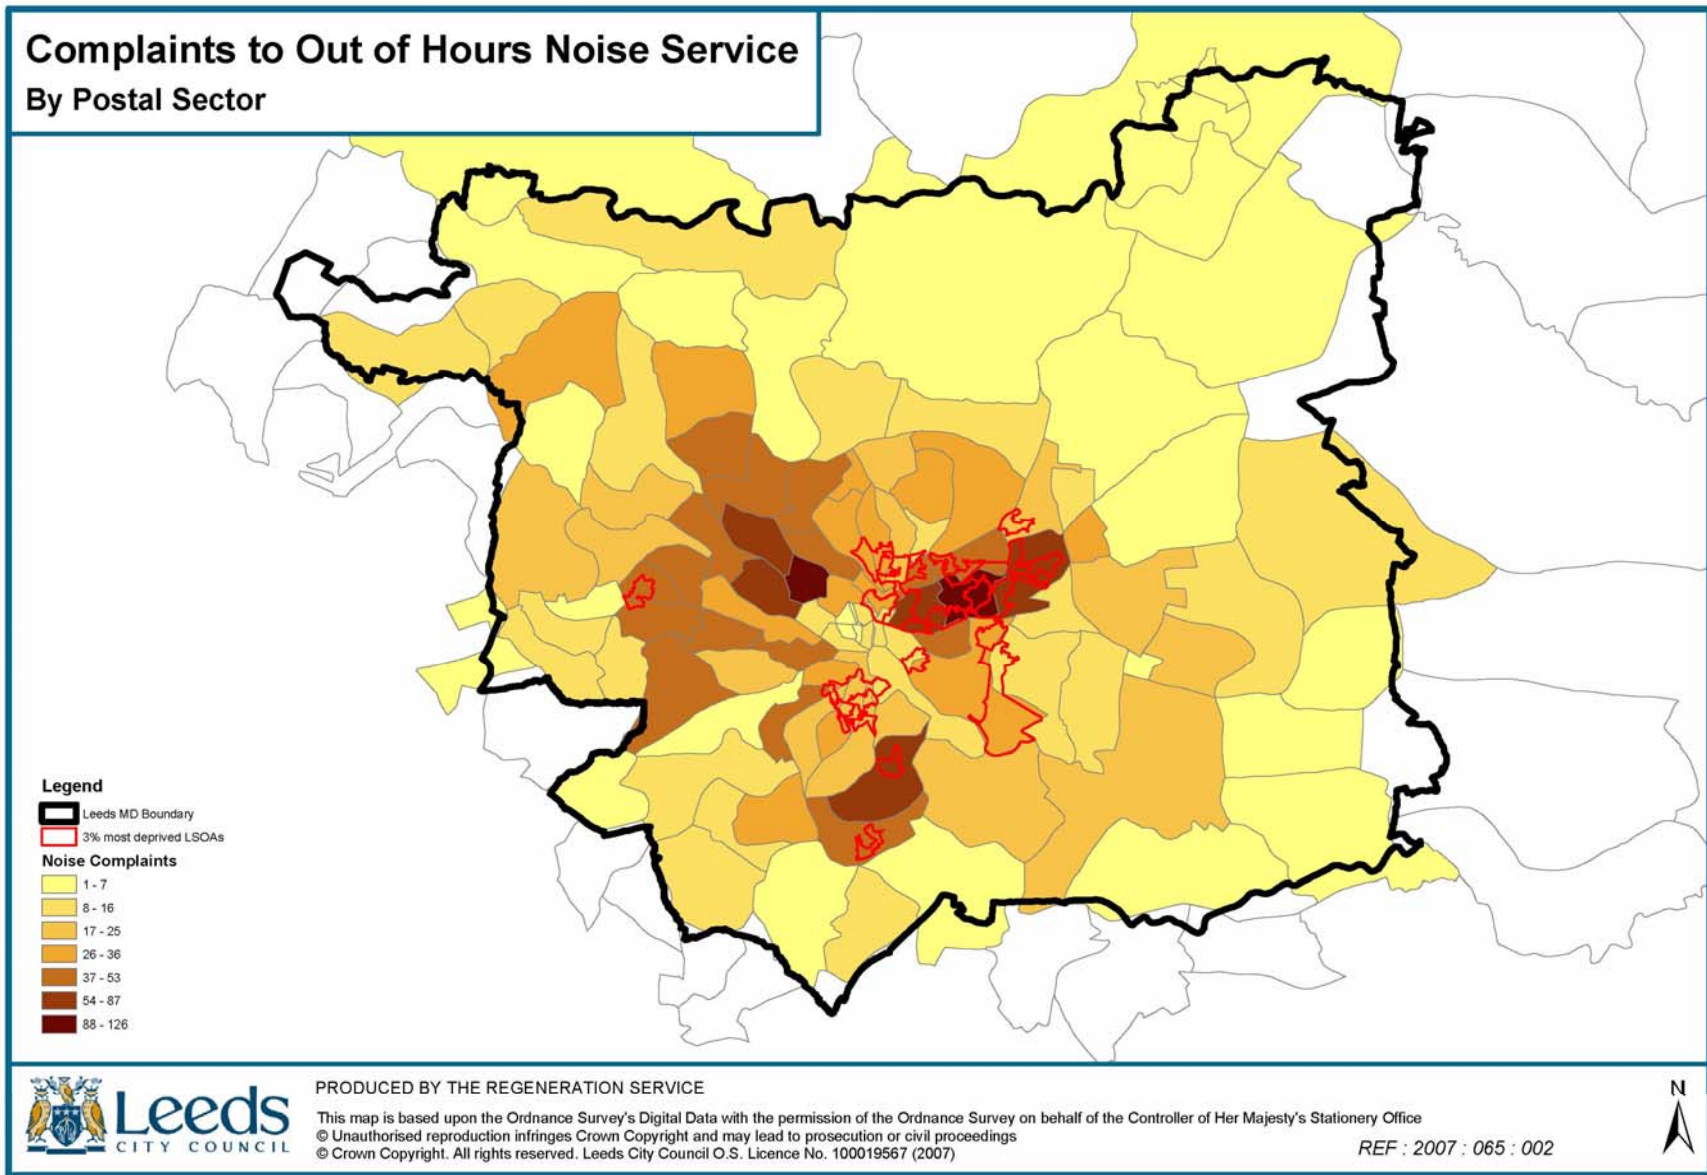 Complaints to Out of Hours Noise Service
By Postal Sector
Legend
Leeds MD Boundary
3% most deprived LSOAs
Noise Complaints
1 - 7
8 - 16
17 - 25
26 - 36
37 - 53
54 - 87
88 - 126
Leeds
CITY COUNCIL
PRODUCED BY THE REGENERATION SERVICE
This map is based upon the Ordnance Survey's Digital Data with the permission of the Ordnance Survey on behalf of the Controller of Her Majesty's Stationery Office
© Unauthorised reproduction infringes Crown Copyright and may lead to prosecution or civil proceedings
© Crown Copyright. All rights reserved. Leeds City Council O.S. Licence No. 100019567 (2007)
REF : 2007 : 065 : 002
N